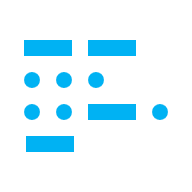 — —
• • •
• • — •
—